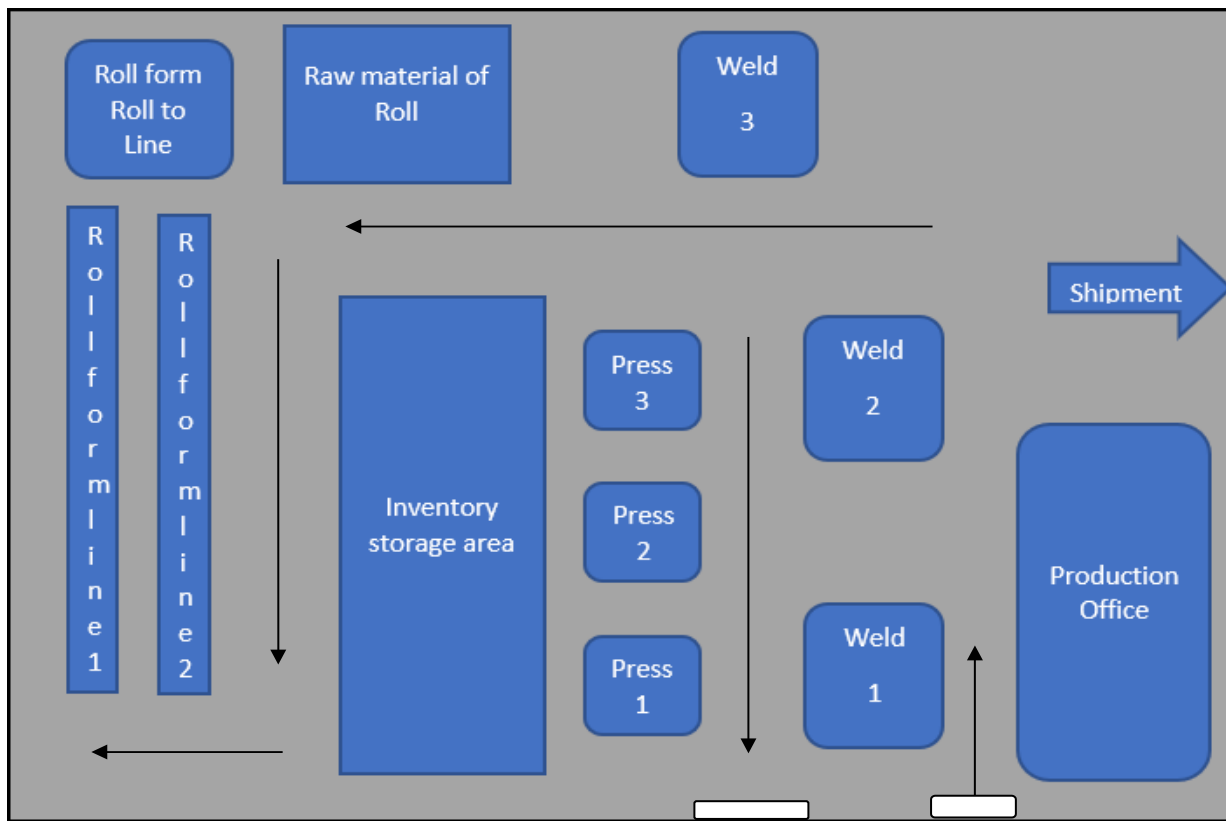 Roll form
Roll to
Line
Raw material of
Roll
Weld
3
R
o
l
l
f
o
r
m
l
i
n
e
1
R
o
l
l
f
o
r
m
l
i
n
e
2
Shipment
Press
3
Weld
2
Inventory
storage area
Press
2
Production
Office
Press
1
Weld
1